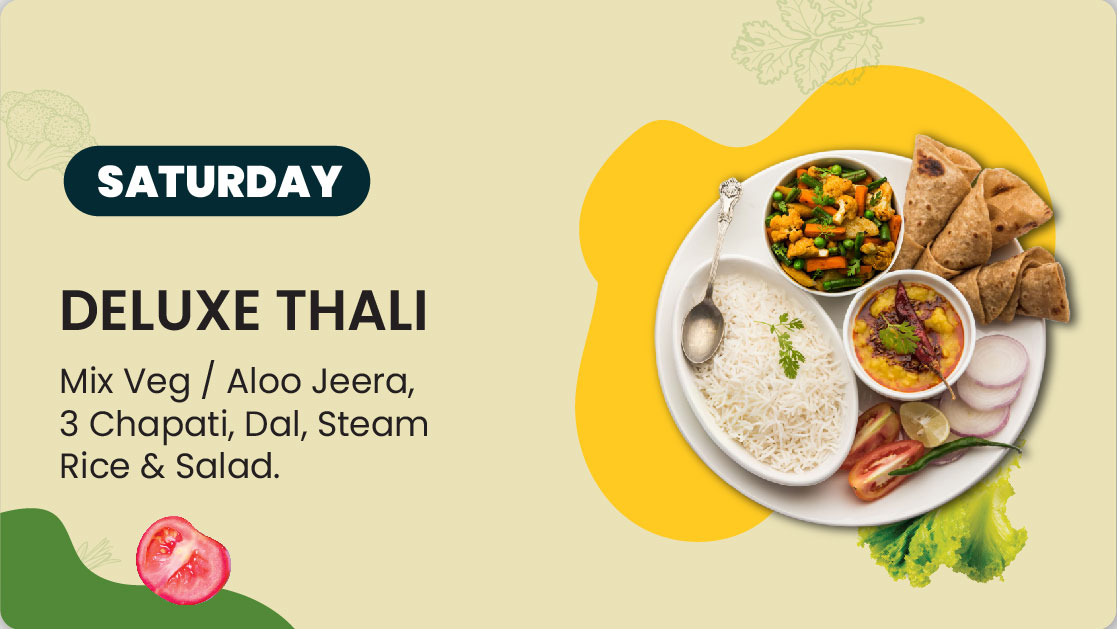 SATURDAY
DELUXE THALI
Mix Veg / Aloo Jeera,
3 Chapati, Dal, Steam
Rice & Salad.